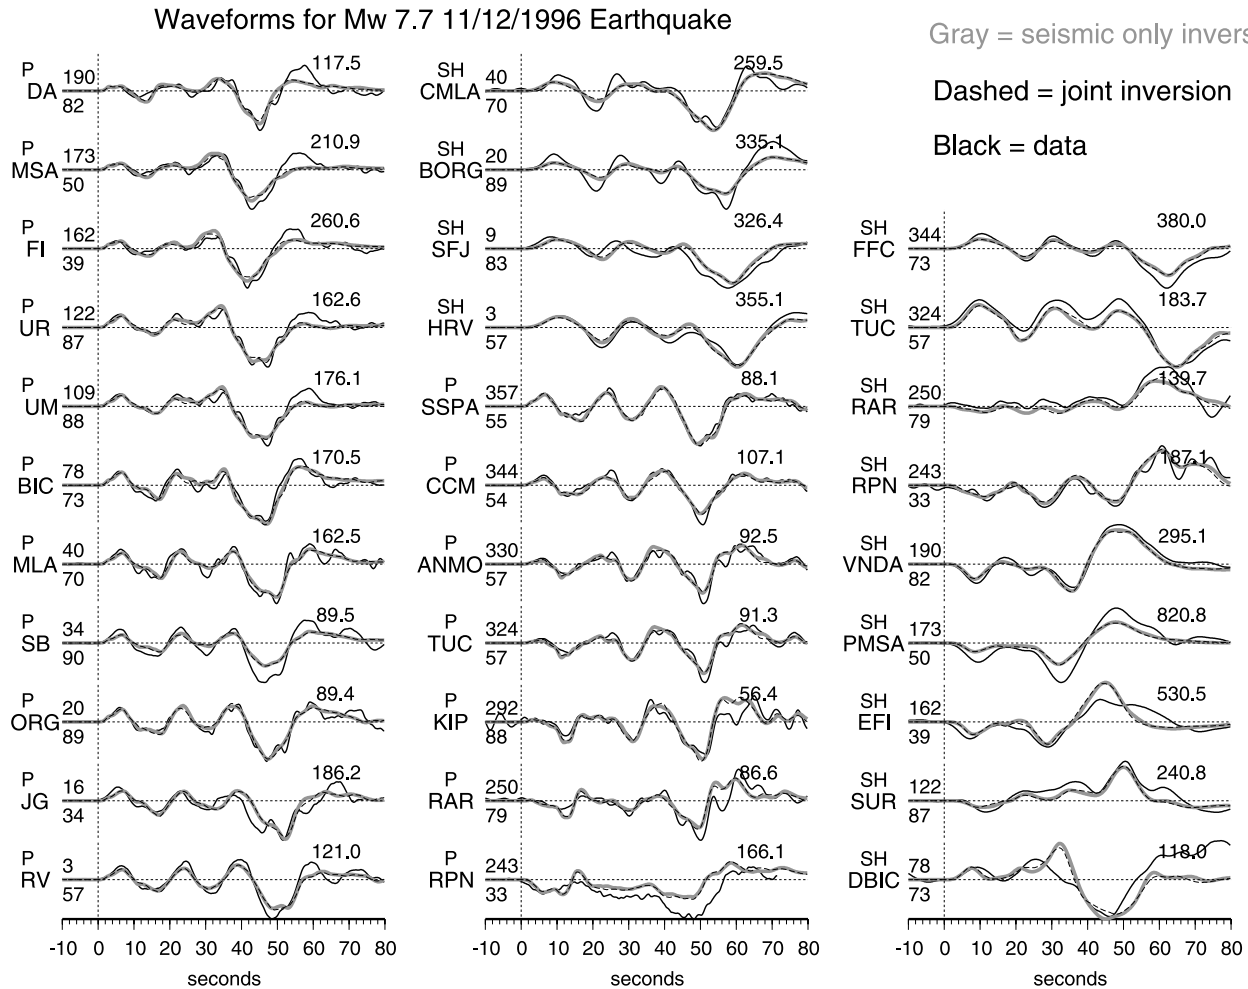 Waveforms for Mw 7.7 11/12/1996 Earthquake
Gray = seismic only invers
Dashed = joint inversion
Black = data
P
DA 190 82 117.5
P
MSA 173 50 210.9
P
FI 162 39 260.6
P
UR 122 87 162.6
P
UM 109 88 176.1
P
BIC 78 73 170.5
P
MLA 40 70 162.5
P
SB 34 90 89.5
P
ORG 20 89 89.4
P
JG 16 34 186.2
P
RV 3 57 121.0
-10 0 10 20 30 40 50 60 70 80
seconds
SH
CMLA 40 70 259.5
SH
BORG 20 89 335.1
SH
SFJ 9 83 326.4
SH
HRV 3 57 355.1
P
SSPA 357 55 88.1
P
CCM 344 54 107.1
P
ANMO 330 57 92.5
P
TUC 324 57 91.3
P
KIP 292 88 56.4
P
RAR 250 79 86.6
P
RPN 243 33 166.1
-10 0 10 20 30 40 50 60 70 80
seconds
SH
FFC 344 73 380.0
SH
TUC 324 57 183.7
SH
RAR 250 79 139.7
SH
RPN 243 33 187.1
SH
VNDA 190 82 295.1
SH
PMSA 173 50 820.8
SH
EFI 162 39 530.5
SH
SUR 122 87 240.8
SH
DBIC 78 73 118.0
-10 0 10 20 30 40 50 60 70 80
seconds